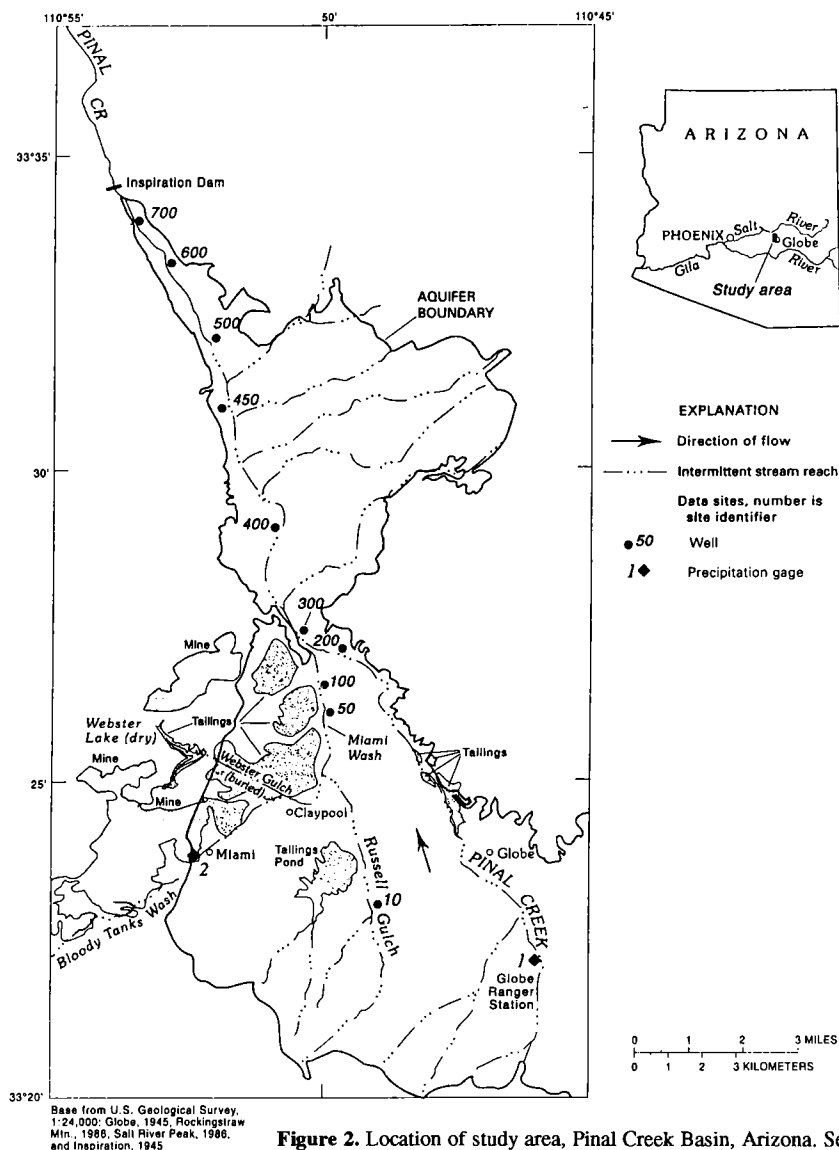 110°55'
50'
110°45'
PINAL
CR
33°35'
Inspiration Dam
700
600
500
AQUIFER
BOUNDARY
450
30'
400
300
200
Mine
100
50
Webster
Lake (dry)
Tailings
Miami
Wash
Tailings
Mine
Webster Gulch
(buried)
25'
Mine
Claypool
Miami
2
Tailings
Pond
Russell
Gulch
Globe
PINAL
CREEK
10
Bloody Tanks Wash
1
Globe
Ranger
Station
33°20'
ARIZONA
PHOENIX
Salt
River
Globe
Gila
River
Study area
EXPLANATION
Direction of flow
Intermittent stream reach
Data sites, number is
site identifier
50 Well
1 Precipitation gage
0 1 2 3 MILES
0 1 2 3 KILOMETERS
Base from U.S. Geological Survey,
1:24,000: Globe, 1945, Rockingstraw
Mtn., 1986, Salt River Peak, 1986,
and Inspiration, 1945
Figure 2. Location of study area, Pinal Creek Basin, Arizona.